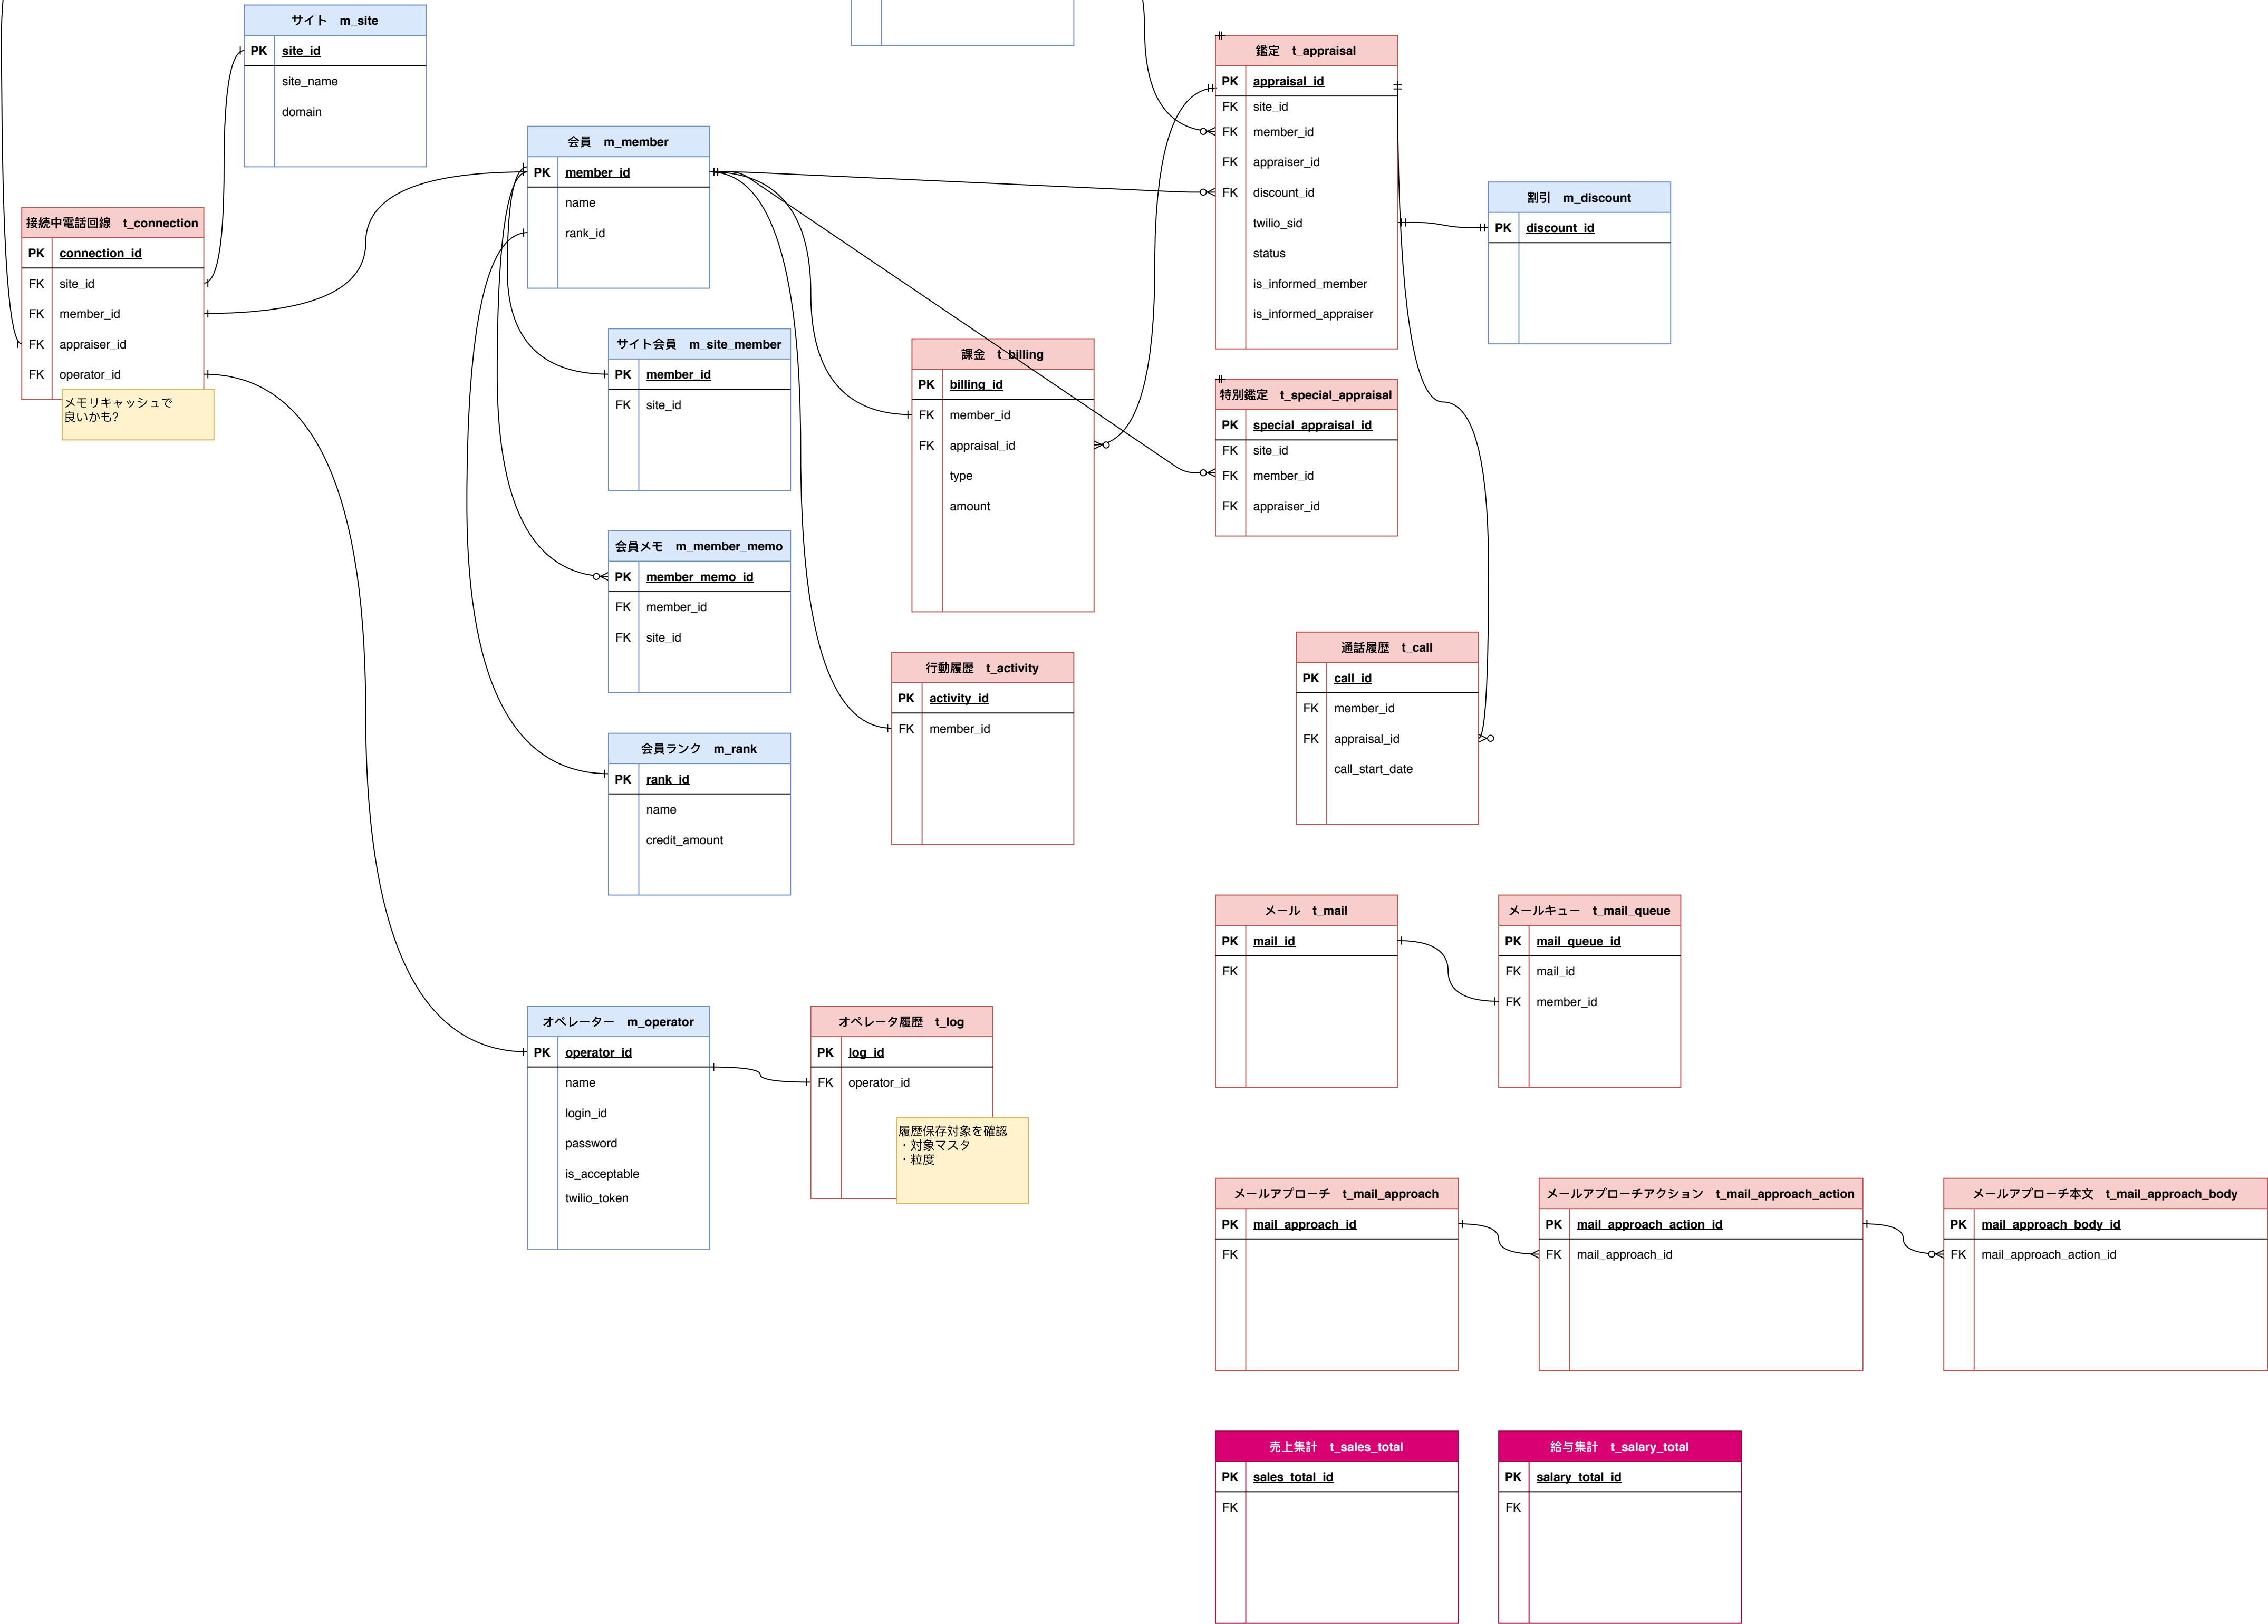 サイト　m_site
PK site_id
site_name
domain
鑑定　t_appraisal
PK appraisal_id
FK site_id
FK member_id
FK appraiser_id
FK discount_id
twilio_sid
status
is_informed_member
is_informed_appraiser
会員　m_member
PK member_id
name
rank_id
割引　m_discount
PK discount_id
接続中電話回線　t_connection
PK connection_id
FK site_id
FK member_id
FK appraiser_id
FK operator_id
メモリキャッシュで
良いかも?
サイト会員　m_site_member
PK member_id
FK site_id
課金　t_billing
PK billing_id
FK member_id
FK appraisal_id
type
amount
特別鑑定　t_special_appraisal
PK special_appraisal_id
FK site_id
FK member_id
FK appraiser_id
会員メモ　m_member_memo
PK member_memo_id
FK member_id
FK site_id
行動履歴　t_activity
PK activity_id
FK member_id
通話履歴　t_call
PK call_id
FK member_id
FK appraisal_id
call_start_date
会員ランク　m_rank
PK rank_id
name
credit_amount
メール　t_mail
PK mail_id
FK
メールキュー　t_mail_queue
PK mail_queue_id
FK mail_id
FK member_id
オペレーター　m_operator
PK operator_id
name
login_id
password
is_acceptable
twilio_token
オペレータ履歴　t_log
PK log_id
FK operator_id
履歴保存対象を確認
・対象マスタ
・粒度
メールアプローチ　t_mail_approach
PK mail_approach_id
FK
メールアプローチアクション　t_mail_approach_action
PK mail_approach_action_id
FK mail_approach_id
メールアプローチ本文　t_mail_approach_body
PK mail_approach_body_id
FK mail_approach_action_id
売上集計　t_sales_total
PK sales_total_id
FK
給与集計　t_salary_total
PK salary_total_id
FK